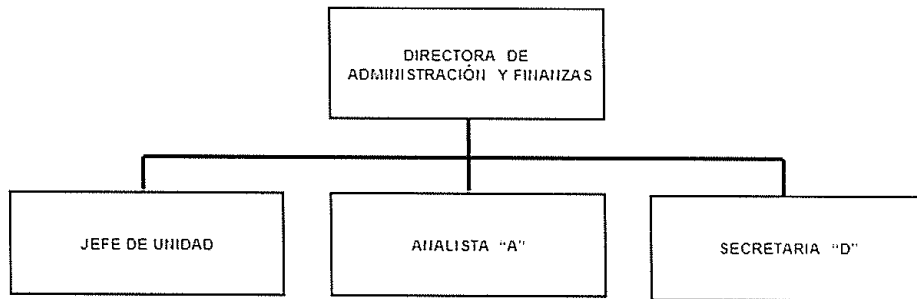 DIRECTORA DE
ADMINISTRACIÓN Y FINANZAS
JEFE DE UNIDAD
ANALISTA "A"
SECRETARIA "D"